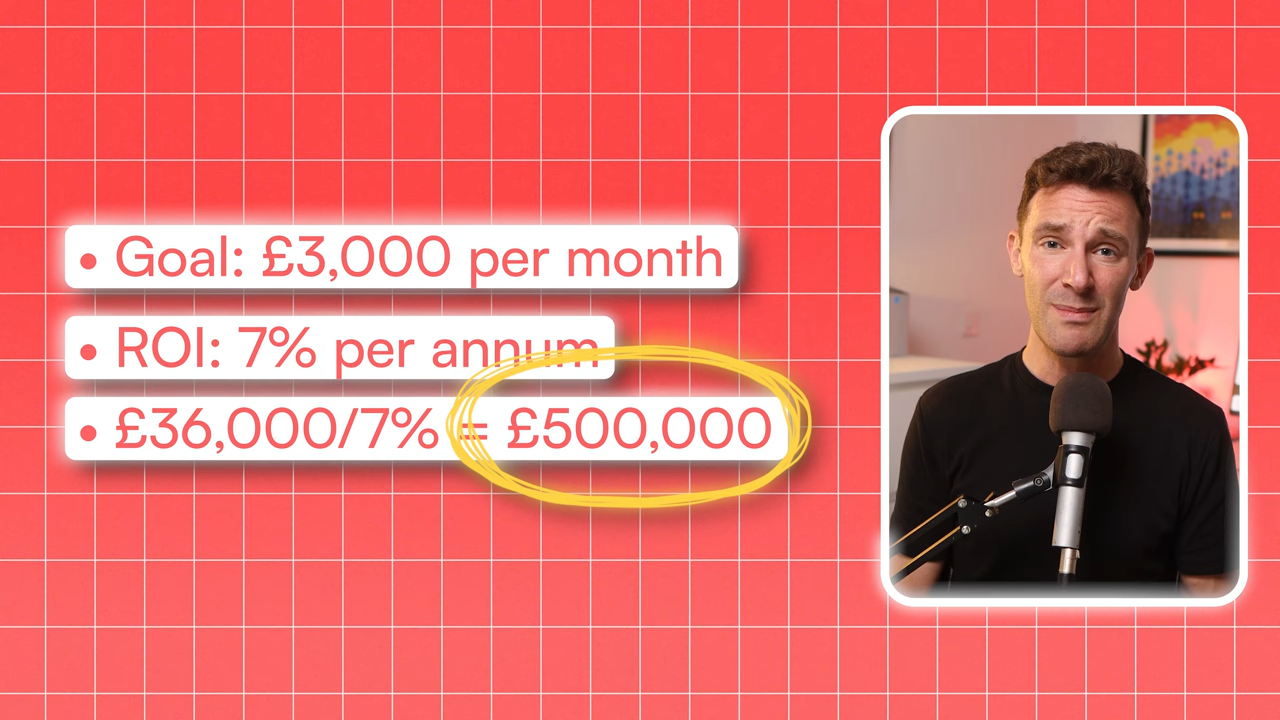 • Goal: £3,000 per month
• ROI: 7% per annum
• £36,000/7% = £500,000